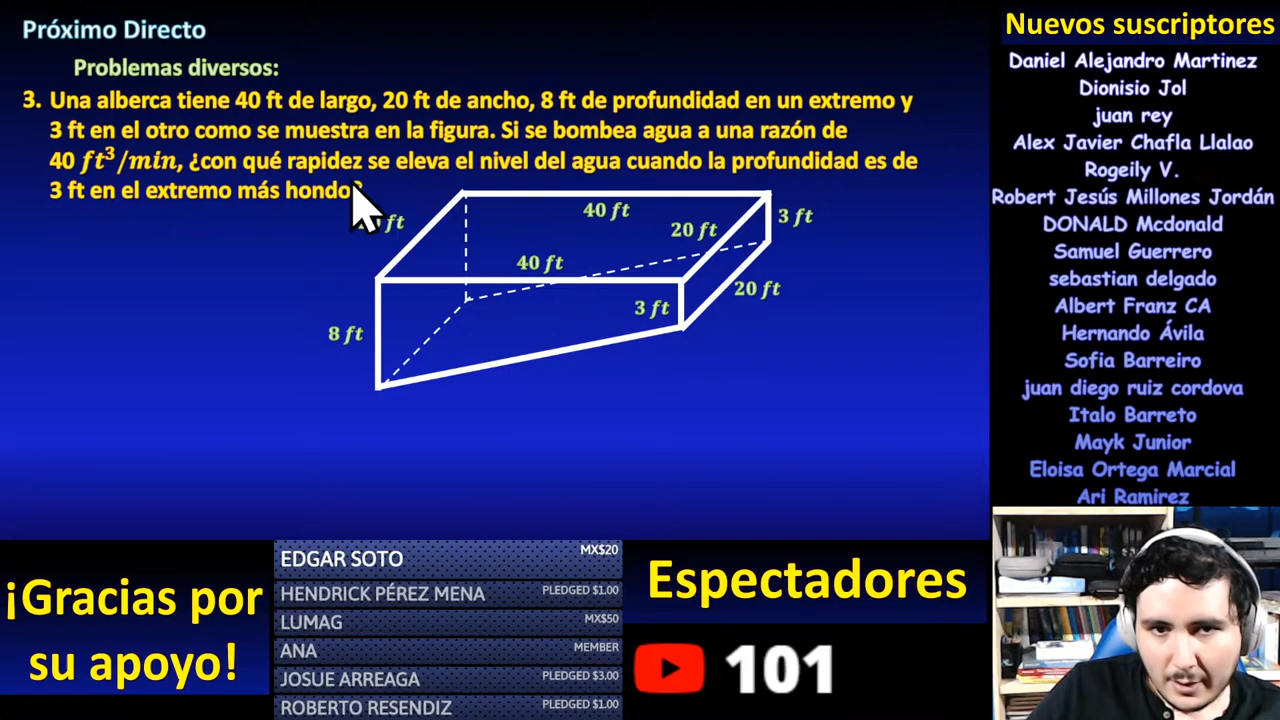 Próximo Directo
Problemas diversos:
3. Una alberca tiene 40 ft de largo, 20 ft de ancho, 8 ft de profundidad en un extremo y
3 ft en el otro como se muestra en la figura. Si se bombea agua a una razón de
40 ft³/min, ¿con qué rapidez se eleva el nivel del agua cuando la profundidad es de
3 ft en el extremo más hondo?
ft
40 ft
20 ft
3 ft
40 ft
20 ft
3 ft
8 ft
Nuevos suscriptores
Daniel Alejandro Martinez
Dionisio Jol
juan rey
Alex Javier Chafla Llalao
Rogeily V.
Robert Jesús Millones Jordán
DONALD Mcdonald
Samuel Guerrero
sebastian delgado
Albert Franz CA
Hernando Ávila
Sofia Barreiro
juan diego ruiz cordova
Italo Barreto
Mayk Junior
Eloisa Ortega Marcial
Ari Ramirez
¡Gracias por
su apoyo!
EDGAR SOTO MX$20
HENDRICK PÉREZ MENA PLEDGED $1.00
LUMAG MX$50
ANA MEMBER
JOSUE ARREAGA PLEDGED $3.00
ROBERTO RESENDIZ PLEDGED $1.00
Espectadores
101